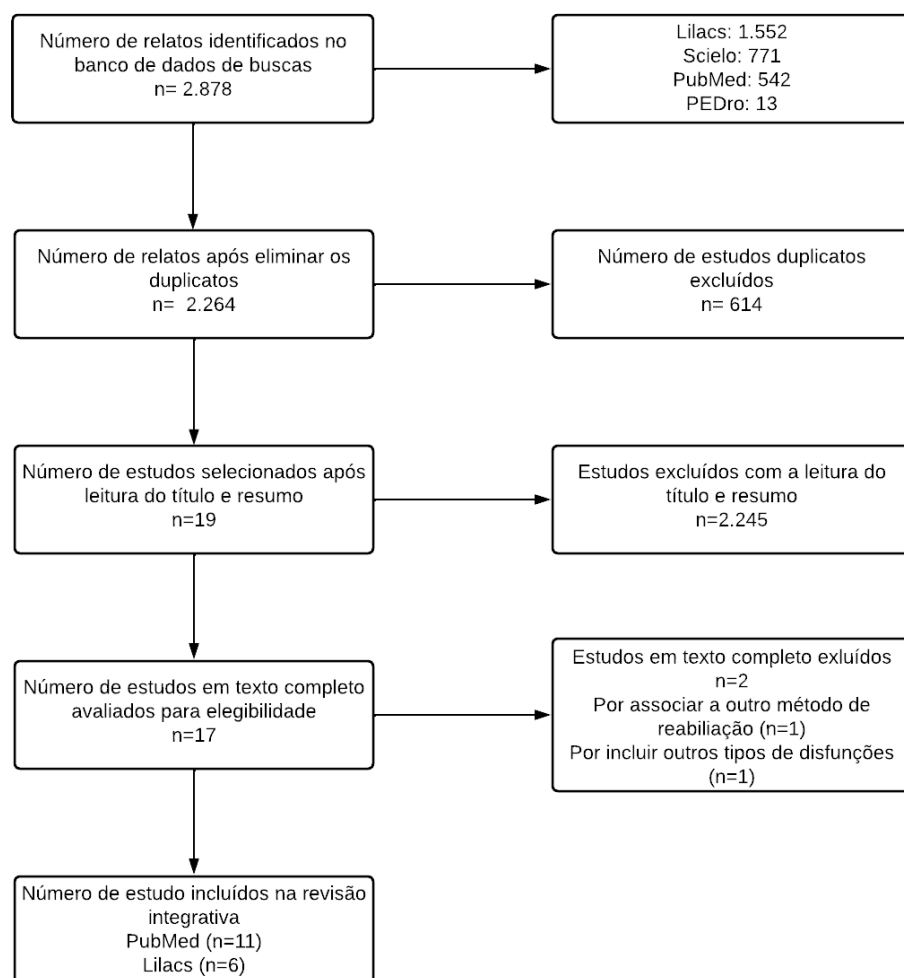 Número de relatos identificados no
banco de dados de buscas
n= 2.878
Lilacs: 1.552
Scielo: 771
PubMed: 542
PEDro: 13
Número de relatos após eliminar os
duplicatos
n=  2.264
Número de estudos duplicatos
excluídos
n= 614
Número de estudos selecionados após
leitura do título e resumo
n=19
Estudos excluídos com a leitura do
título e resumo
n=2.245
Número de estudos em texto completo
avaliados para elegibilidade
n=17
Estudos em texto completo exluídos
n=2
Por associar a outro método de
reabiliação (n=1)
Por incluir outros tipos de disfunções
(n=1)
Número de estudo incluídos na revisão
integrativa
PubMed (n=11)
Lilacs (n=6)